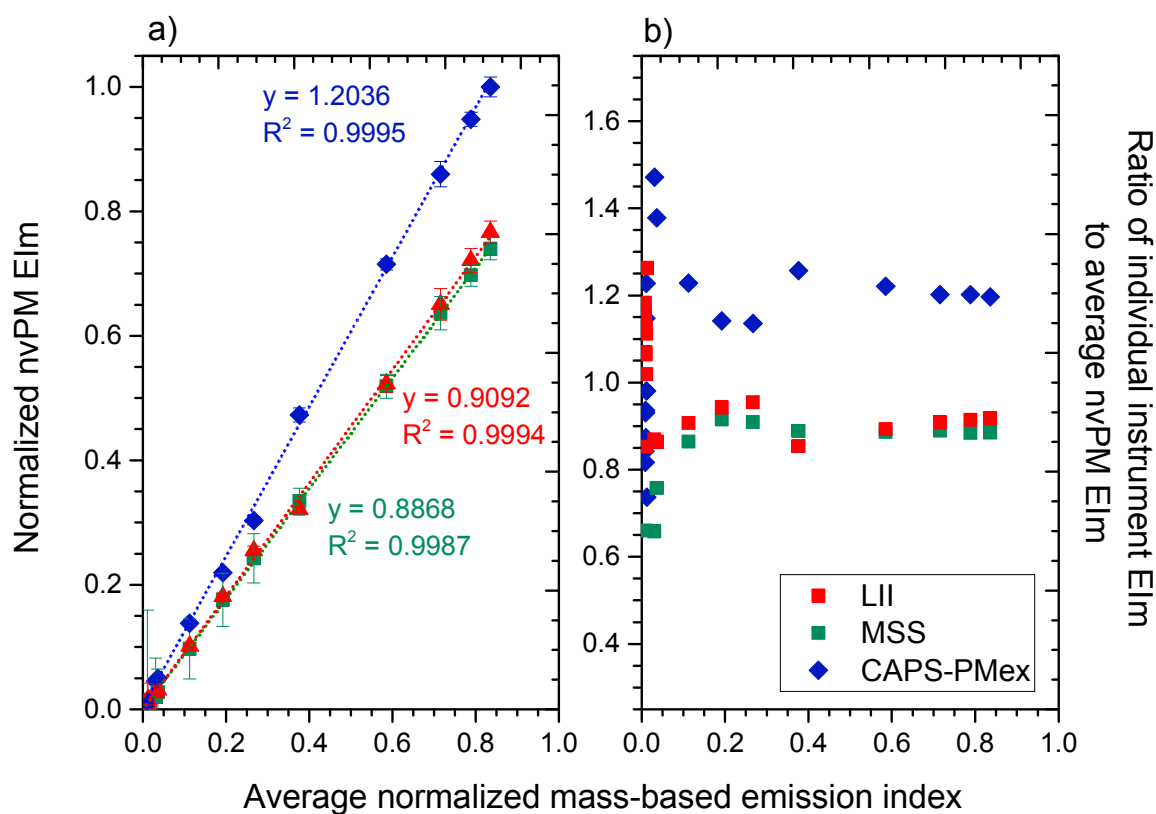 a)
b)
Normalized nvPM EIm
1.0
0.8
0.6
0.4
0.2
0.0
y = 1.2036
R² = 0.9995
y = 0.9092
R² = 0.9994
y = 0.8868
R² = 0.9987
0.0 0.2 0.4 0.6 0.8 1.0
1.6
1.4
1.2
1.0
0.8
0.6
0.4
LII
MSS
CAPS-PMex
0.0 0.2 0.4 0.6 0.8 1.0
Ratio of individual instrument EIm
to average nvPM EIm
Average normalized mass-based emission index